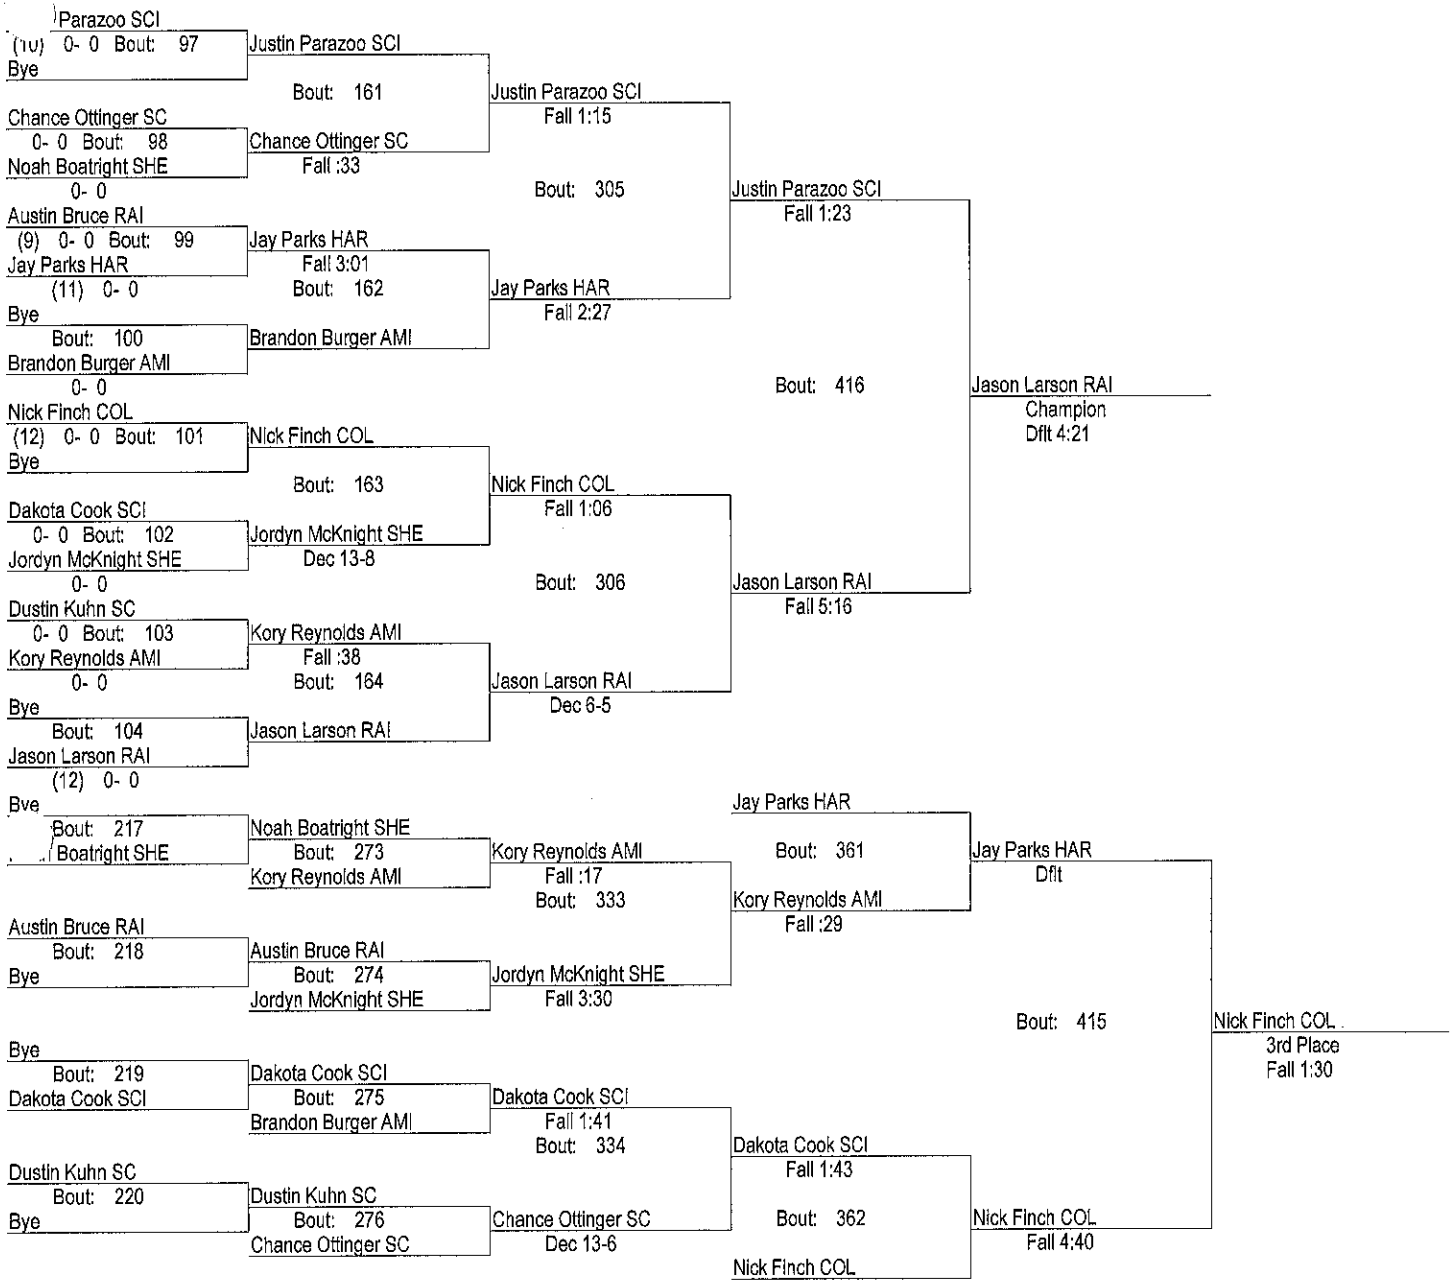 Parazoo SCI
(10) 0- 0 Bout: 97
Bye
Justin Parazoo SCI
Bout: 161
Chance Ottinger SC
0- 0 Bout: 98
Noah Boatright SHE
0- 0
Chance Ottinger SC
Fall :33
Justin Parazoo SCI
Fall 1:15
Bout: 305
Austin Bruce RAI
(9) 0- 0 Bout: 99
Jay Parks HAR
(11) 0- 0
Jay Parks HAR
Fall 3:01
Bout: 162
Bye
Bout: 100
Brandon Burger AMI
0- 0
Brandon Burger AMI
Jay Parks HAR
Fall 2:27
Justin Parazoo SCI
Fall 1:23
Bout: 416
Nick Finch COL
(12) 0- 0 Bout: 101
Bye
Nick Finch COL
Bout: 163
Dakota Cook SCI
0- 0 Bout: 102
Jordyn McKnight SHE
0- 0
Jordyn McKnight SHE
Dec 13-8
Nick Finch COL
Fall 1:06
Bout: 306
Dustin Kuhn SC
0- 0 Bout: 103
Kory Reynolds AMI
0- 0
Kory Reynolds AMI
Fall :38
Bout: 164
Bye
Bout: 104
Jason Larson RAI
(12) 0- 0
Jason Larson RAI
Jason Larson RAI
Dec 6-5
Jason Larson RAI
Fall 5:16
Jason Larson RAI
Champion
Dflt 4:21
Bye
Bout: 217
Boatright SHE
Noah Boatright SHE
Bout: 273
Kory Reynolds AMI
Kory Reynolds AMI
Fall :17
Bout: 333
Austin Bruce RAI
Bout: 218
Bye
Austin Bruce RAI
Bout: 274
Jordyn McKnight SHE
Jordyn McKnight SHE
Fall 3:30
Jay Parks HAR
Bout: 361
Kory Reynolds AMI
Fall :29
Jay Parks HAR
Dflt
Bout: 415
Bye
Bout: 219
Dakota Cook SCI
Dakota Cook SCI
Bout: 275
Brandon Burger AMI
Dakota Cook SCI
Fall 1:41
Bout: 334
Dustin Kuhn SC
Bout: 220
Bye
Dustin Kuhn SC
Bout: 276
Chance Ottinger SC
Chance Ottinger SC
Dec 13-6
Dakota Cook SCI
Fall 1:43
Bout: 362
Nick Finch COL
Nick Finch COL
Fall 4:40
Nick Finch COL
3rd Place
Fall 1:30